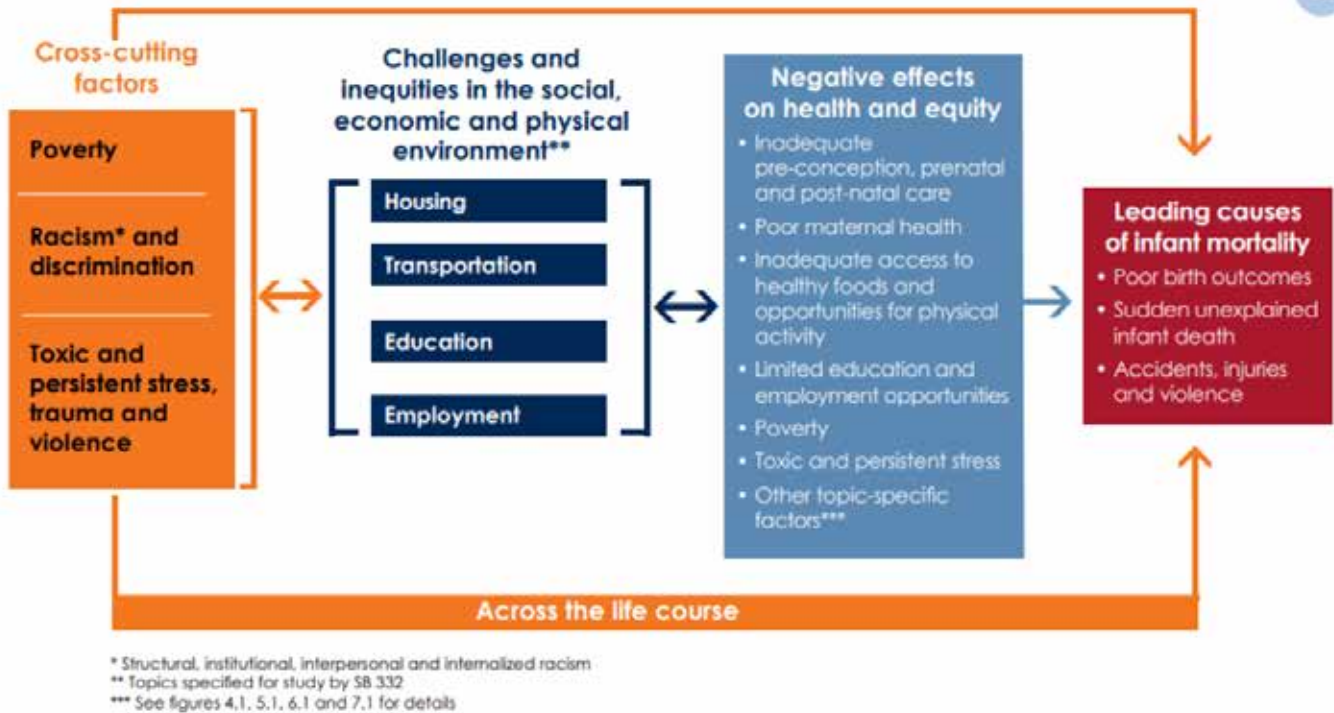 Cross-cutting
factors
Poverty
Racism* and
discrimination
Toxic and
persistent stress,
trauma and
violence
Challenges and
inequities in the social,
economic and physical
environment**
Housing
Transportation
Education
Employment
Negative effects
on health and equity
• Inadequate
pre-conception, prenatal
and post-natal care
• Poor maternal health
• Inadequate access to
healthy foods and
opportunities for physical
activity
• Limited education and
employment opportunities
• Poverty
• Toxic and persistent stress
• Other topic-specific
factors***
Leading causes
of infant mortality
• Poor birth outcomes
• Sudden unexplained
infant death
• Accidents, injuries
and violence
Across the life course
* Structural, institutional, interpersonal and internalized racism
** Topics specified for study by SB 332
*** See figures 4.1, 5.1, 6.1 and 7.1 for details